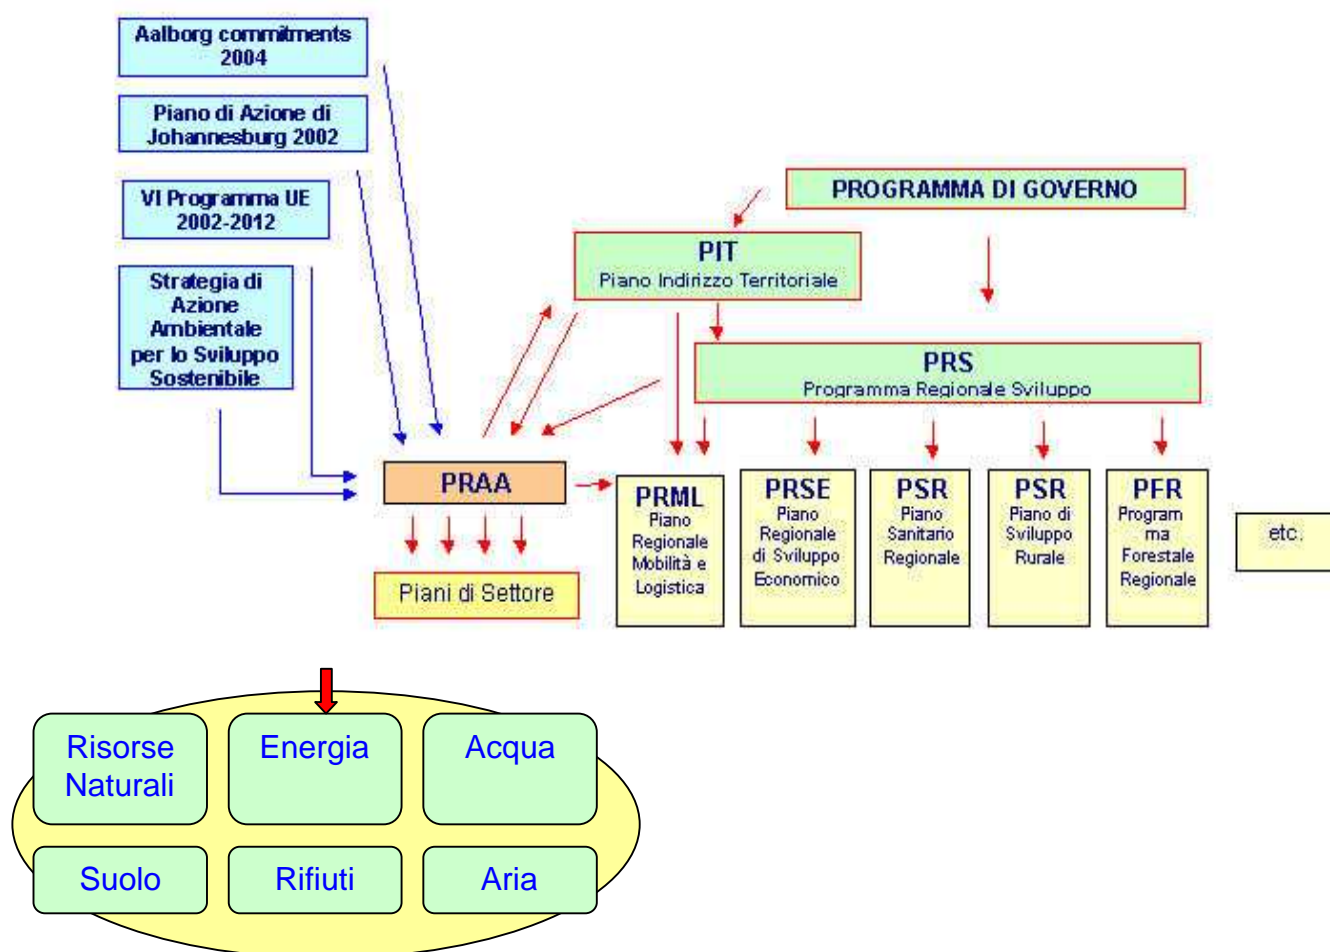 Aalborg commitments
2004
Piano di Azione di
Johannesburg 2002
VI Programma UE
2002-2012
Strategia di
Azione
Ambientale
per lo Sviluppo
Sostenibile
PROGRAMMA DI GOVERNO
PIT
Piano Indirizzo Territoriale
PRS
Programma Regionale Sviluppo
PRAA
Piani di Settore
PRML
Piano
Regionale
Mobilità e
Logistica
PRSE
Piano
Regionale
di Sviluppo
Economico
PSR
Piano
Sanitario
Regionale
PSR
Piano di
Sviluppo
Rurale
PFR
Program
ma
Forestale
Regionale
etc.
Risorse
Naturali
Energia
Acqua
Suolo
Rifiuti
Aria